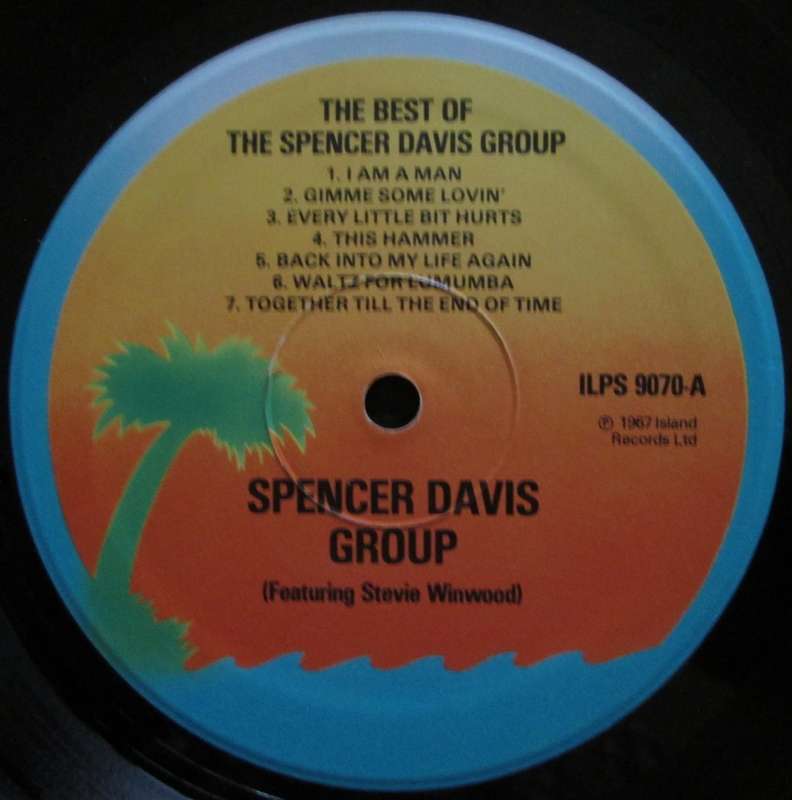 THE BEST OF
THE SPENCER DAVIS GROUP
1. I AM A MAN
2. GIMME SOME LOVIN'
3. EVERY LITTLE BIT HURTS
4. THIS HAMMER
5. BACK INTO MY LIFE AGAIN
6. WALTZ FOR LUMUMBA
7. TOGETHER TILL THE END OF TIME
ILPS 9070-A
℗ 1967 Island
Records Ltd
SPENCER DAVIS
GROUP
(Featuring Stevie Winwood)